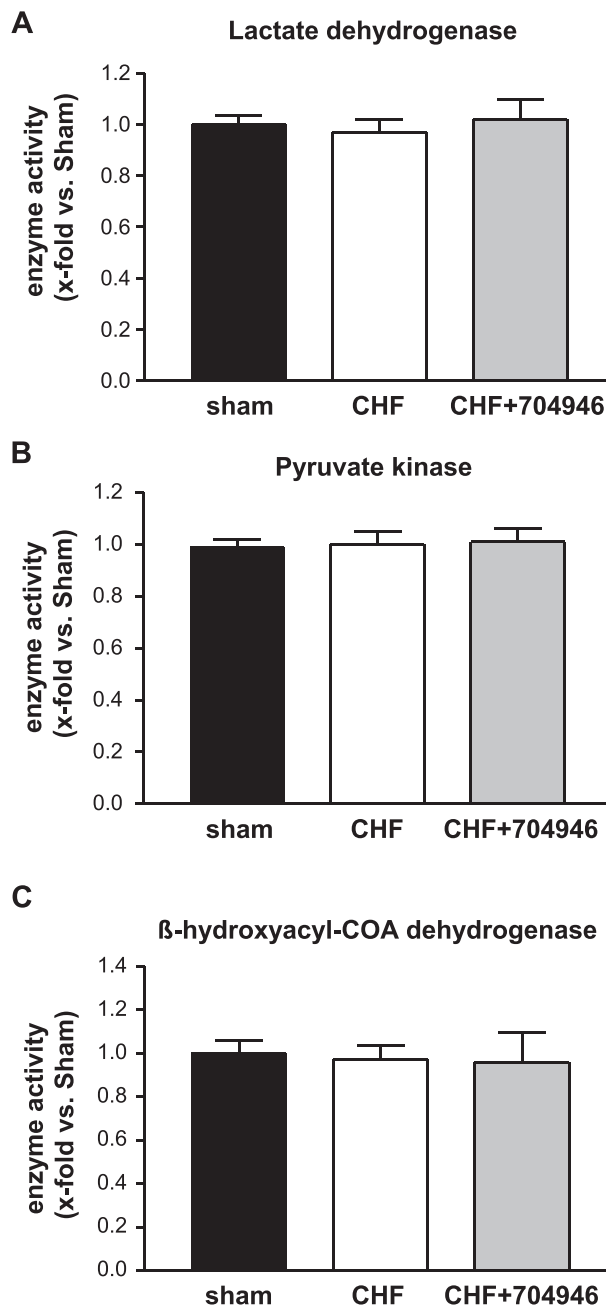 A
Lactate dehydrogenase
enzyme activity
(x-fold vs. Sham)
1.2
1.0
0.8
0.6
0.4
0.2
0.0
sham CHF CHF+704946
B
Pyruvate kinase
enzyme activity
(x-fold vs. Sham)
1.2
1.0
0.8
0.6
0.4
0.2
0.0
sham CHF CHF+704946
C
ß-hydroxyacyl-COA dehydrogenase
enzyme activity
(x-fold vs. Sham)
1.4
1.2
1.0
0.8
0.6
0.4
0.2
0.0
sham CHF CHF+704946